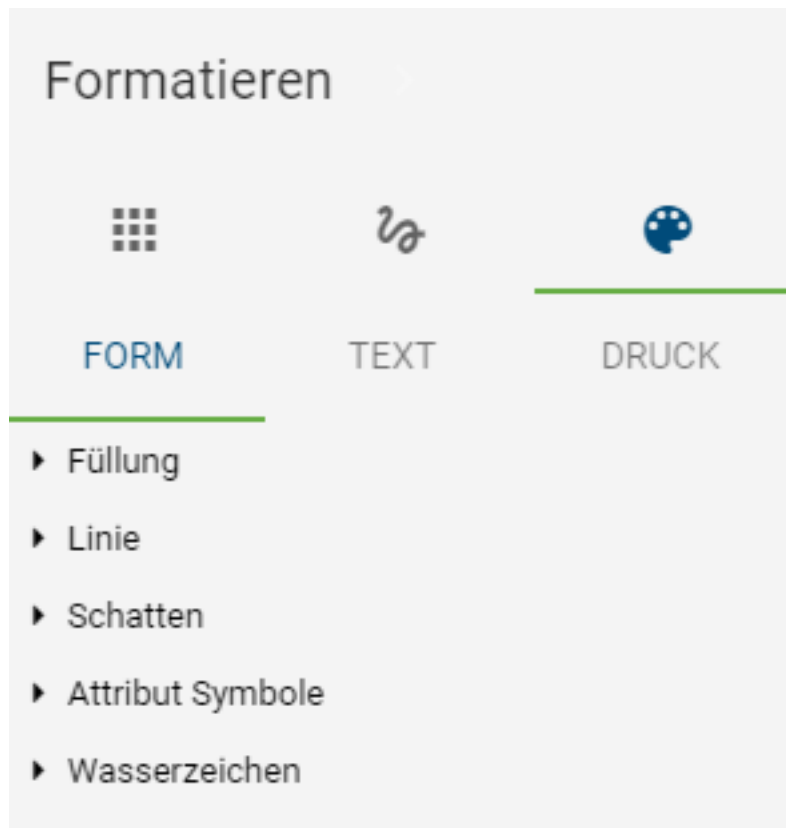 Formatieren
FORM TEXT DRUCK
Füllung
Linie
Schatten
Attribut Symbole
Wasserzeichen